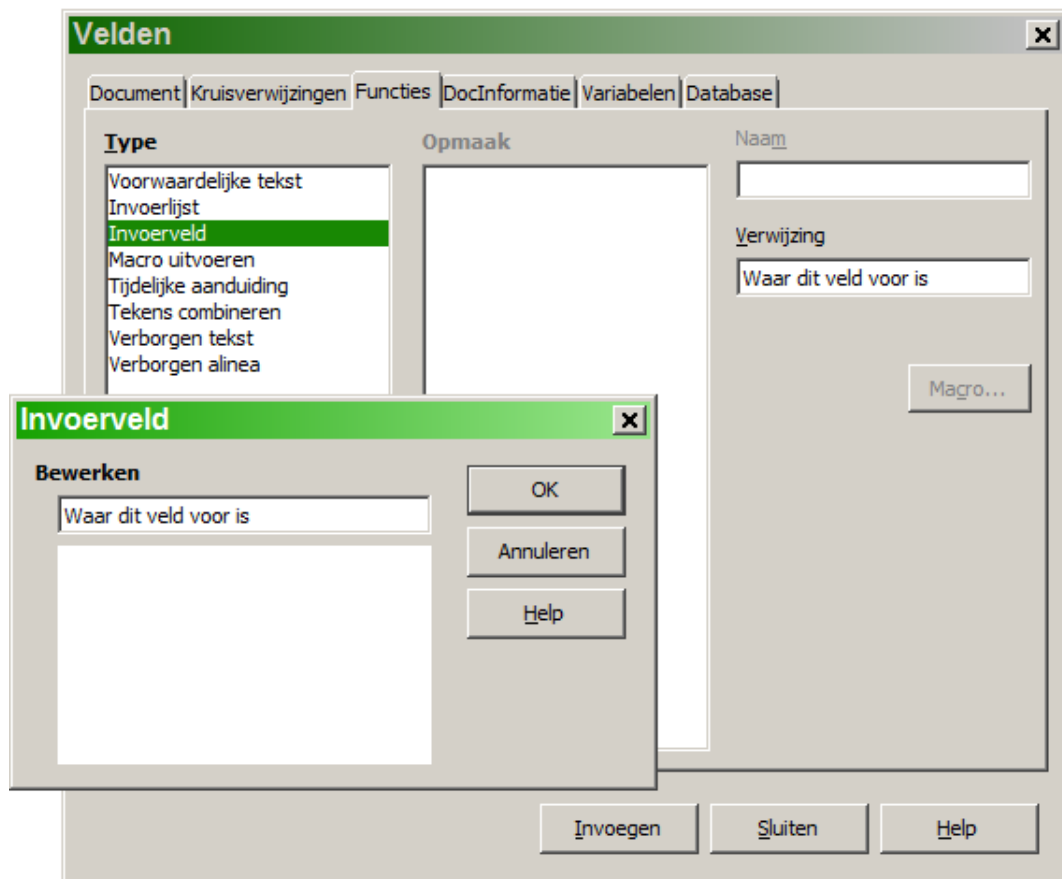 Velden
Document Kruisverwijzingen Functies DocInformatie Variabelen Database
Type
Voorwaardelijke tekst
Invoerlijst
Invoerveld
Macro uitvoeren
Tijdelijke aanduiding
Tekens combineren
Verborgen tekst
Verborgen alinea
Opmaak
Naam
Verwijzing
Waar dit veld voor is
Macro...
Invoerveld
Bewerken
Waar dit veld voor is
OK
Annuleren
Help
Invoegen Sluiten Help